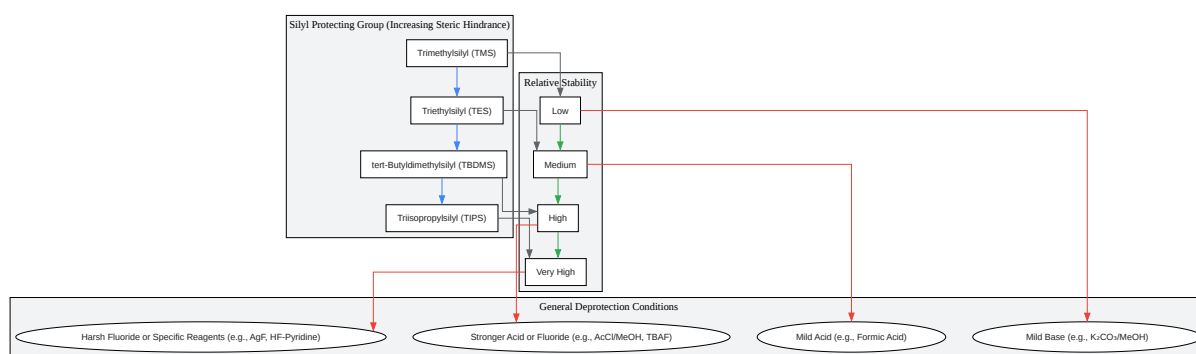 Silyl Protecting Group (Increasing Steric Hindrance)
Trimethylsilyl (TMS)
Triethylsilyl (TES)
tert-Butyldimethylsilyl (TBDMS)
Triisopropylsilyl (TIPS)
Relative Stability
Low
Medium
High
Very High
General Deprotection Conditions
Harsh Fluoride or Specific Reagents (e.g., AgF, HF-Pyridine)
Stronger Acid or Fluoride (e.g., AcCl/MeOH, TBAF)
Mild Acid (e.g., Formic Acid)
Mild Base (e.g., K₂CO₃/MeOH)